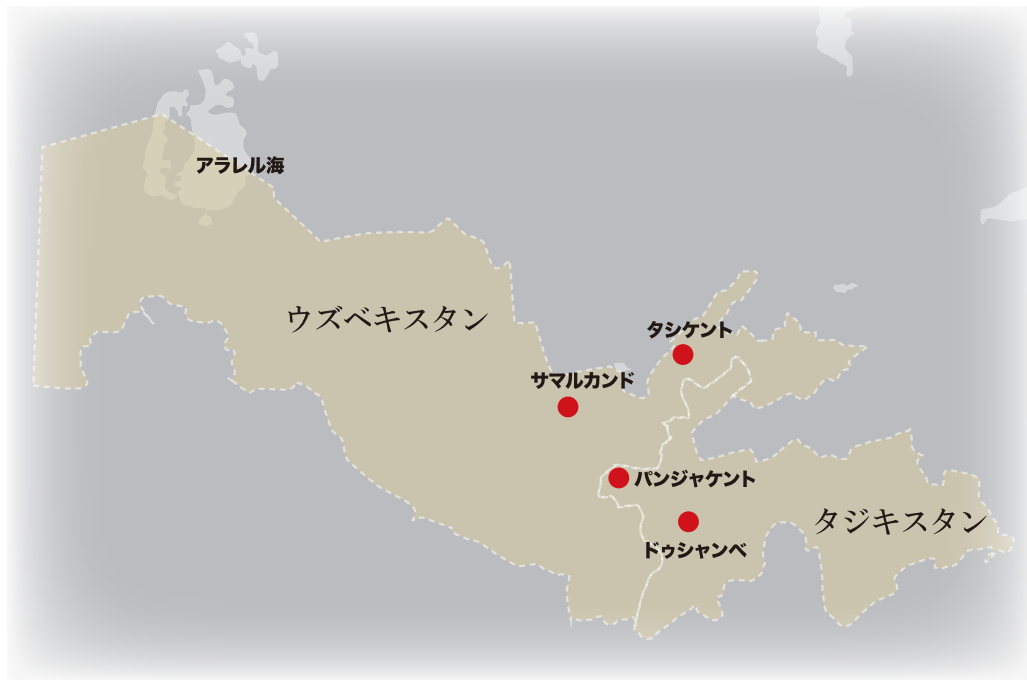 アラレル海
ウズベキスタン
タシケント
サマルカンド
パンジャケント
タジキスタン
ドゥシャンベ